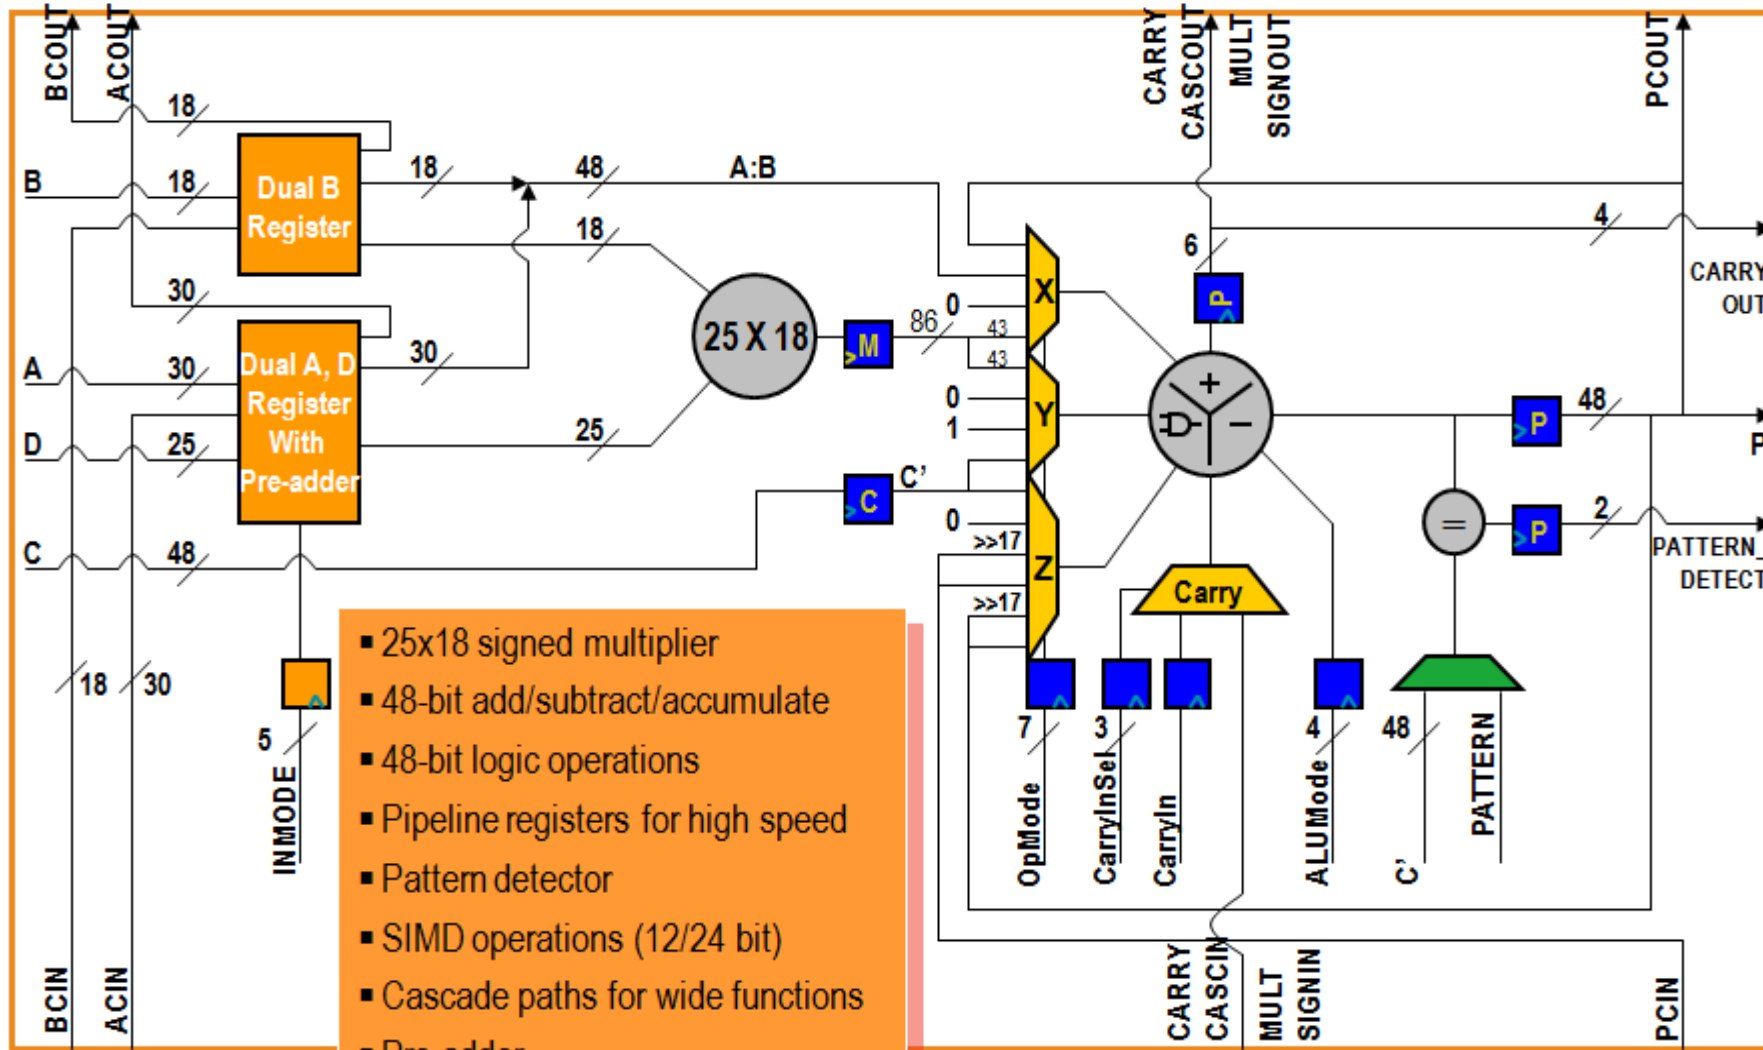 BCOUT
ACOUT
CARRY
CASCOUT
MULT
SIGNOUT
PCOUT
18
B
18
Dual B
Register
18
48
A:B
18
4
6
P
CARRY
OUT
30
A
30
Dual A, D
Register
With
Pre-adder
30
D
25
25
25 X 18
>M
86
43
43
0
X
0
1
Y
C'
>C
0
>>17
Z
>>17
+
−
=
>P
48
P
>P
2
PATTERN_
DETECT
C
48
Carry
18
30
5
INMODE
7
OpMode
3
CarryInSel
CarryIn
4
ALUMode
48
C'
PATTERN
▪ 25x18 signed multiplier
▪ 48-bit add/subtract/accumulate
▪ 48-bit logic operations
▪ Pipeline registers for high speed
▪ Pattern detector
▪ SIMD operations (12/24 bit)
▪ Cascade paths for wide functions
▪ Pre-adder
BCIN
ACIN
CARRY
CASCIN
MULT
SIGNIN
PCIN